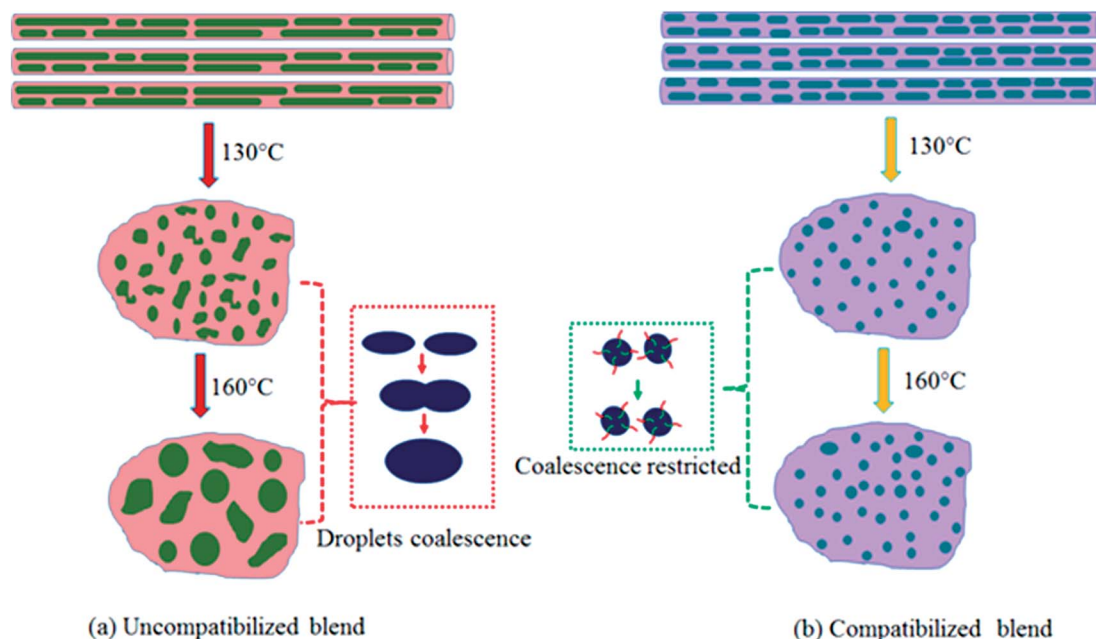 130°C
130°C
160°C
160°C
Coalescence restricted
Droplets coalescence
(a) Uncompatibilized blend
(b) Compatibilized blend